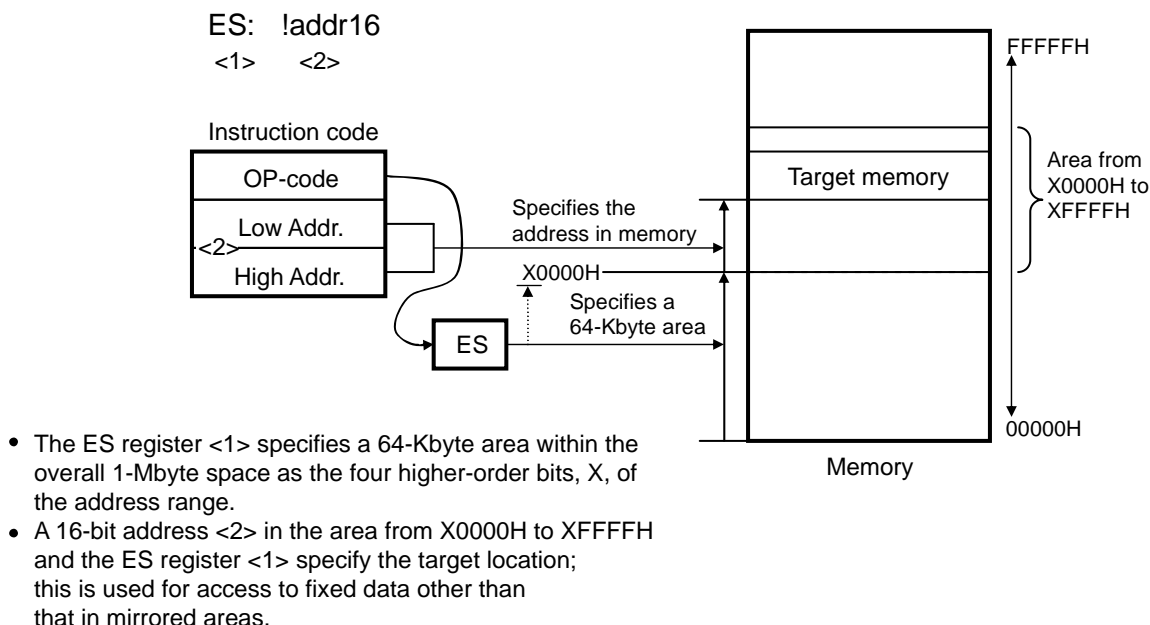 ES: !addr16
<1> <2>
FFFFFH
Instruction code
OP-code
Low Addr.
<2>
High Addr.
Specifies the
address in memory
Target memory
Area from
X0000H to
XFFFFH
X0000H
Specifies a
64-Kbyte area
ES
00000H
Memory
• The ES register <1> specifies a 64-Kbyte area within the
overall 1-Mbyte space as the four higher-order bits, X, of
the address range.
• A 16-bit address <2> in the area from X0000H to XFFFFH
and the ES register <1> specify the target location;
this is used for access to fixed data other than
that in mirrored areas.